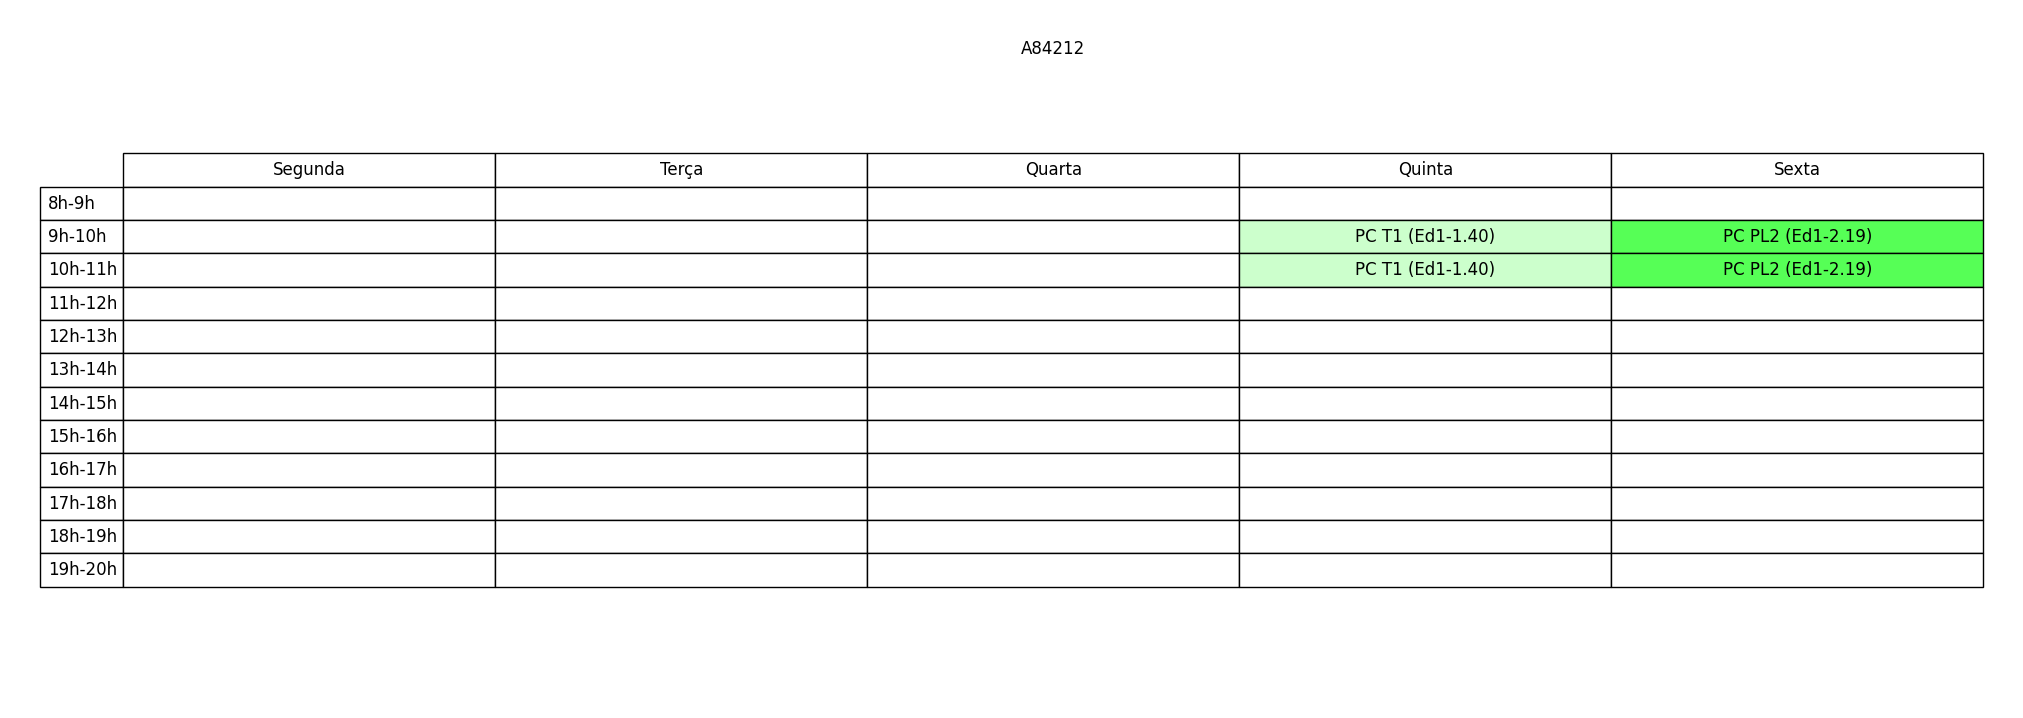 A84212
Segunda Terça Quarta Quinta Sexta
8h-9h
9h-10h PC T1 (Ed1-1.40) PC PL2 (Ed1-2.19)
10h-11h PC T1 (Ed1-1.40) PC PL2 (Ed1-2.19)
11h-12h
12h-13h
13h-14h
14h-15h
15h-16h
16h-17h
17h-18h
18h-19h
19h-20h